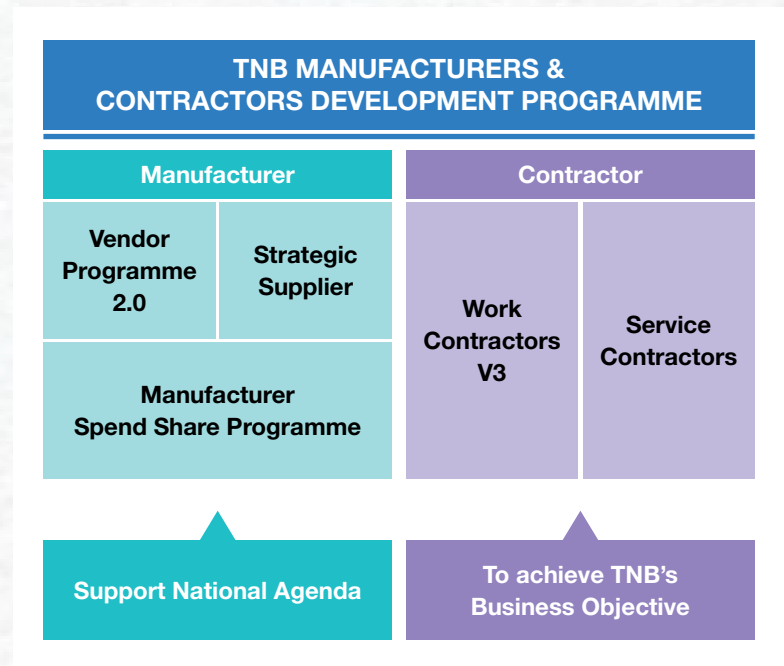 TNB MANUFACTURERS &
CONTRACTORS DEVELOPMENT PROGRAMME
Manufacturer
Vendor
Programme
2.0
Strategic
Supplier
Manufacturer
Spend Share Programme
Support National Agenda
Contractor
Work
Contractors
V3
Service
Contractors
To achieve TNB’s
Business Objective